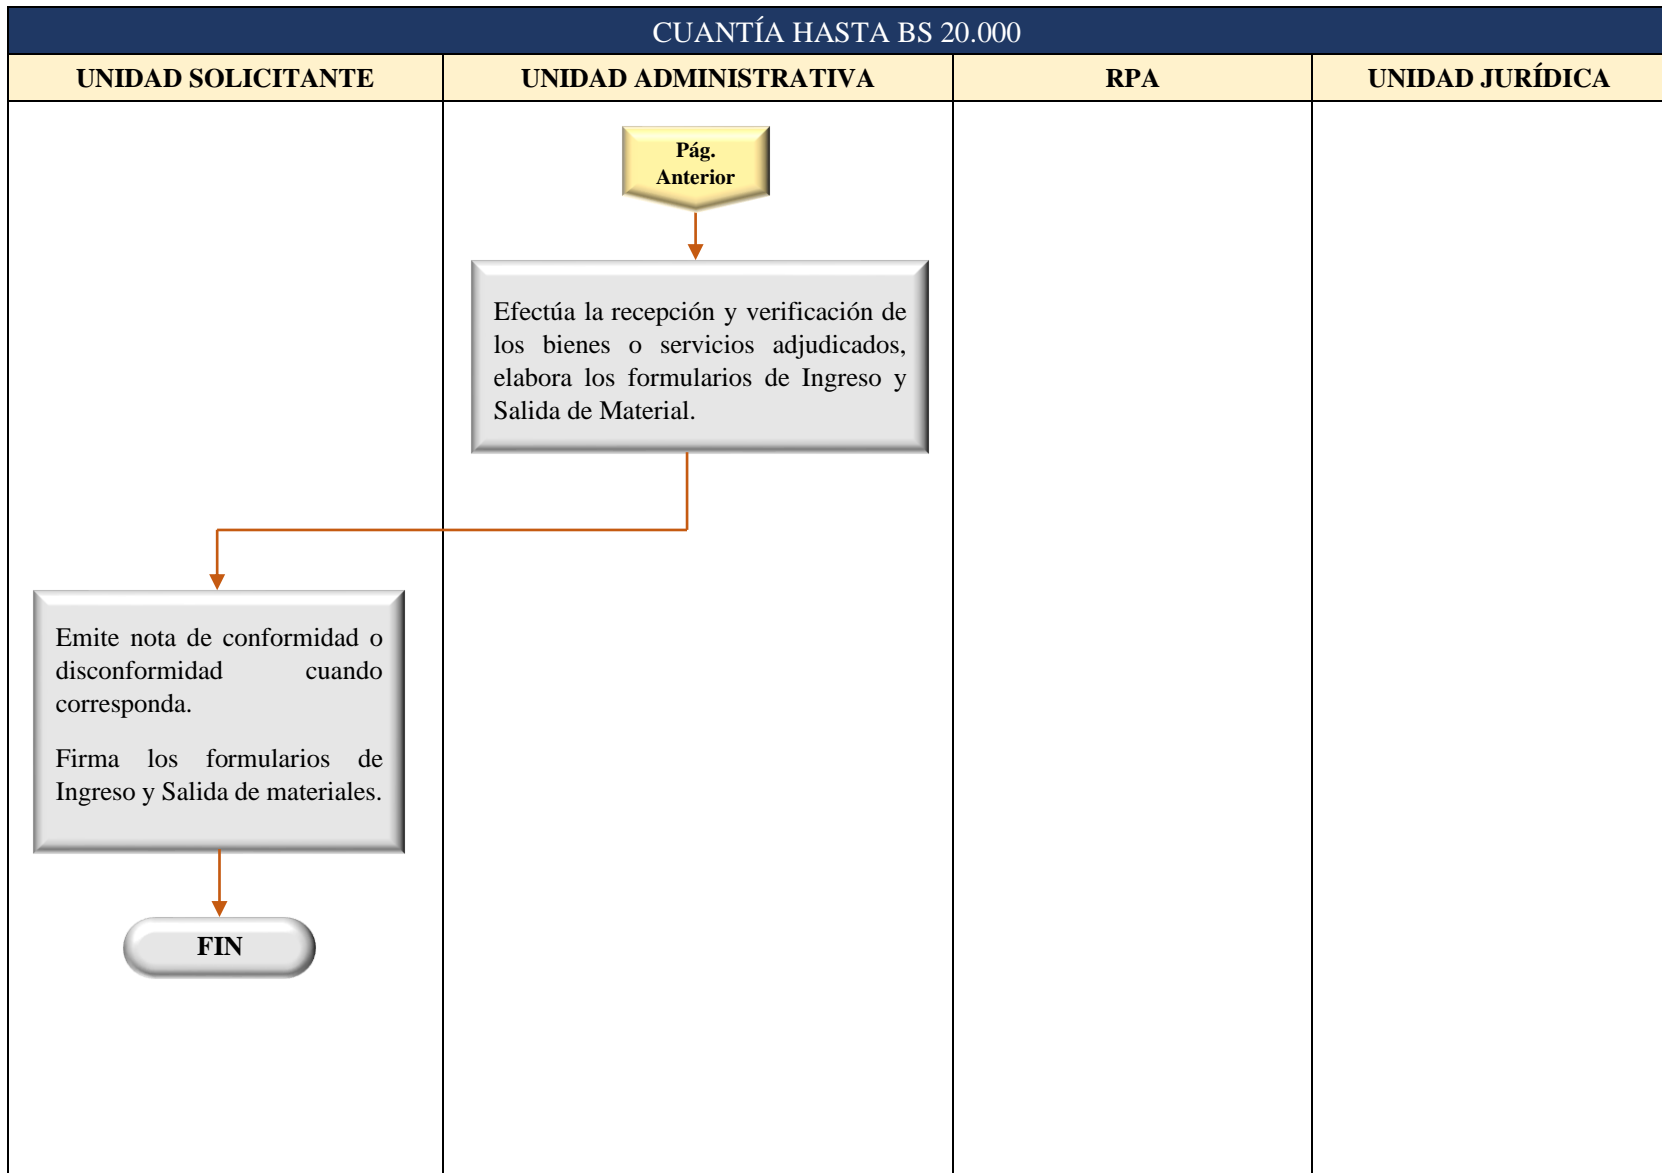 CUANTÍA HASTA BS 20.000
UNIDAD SOLICITANTE
UNIDAD ADMINISTRATIVA
RPA
UNIDAD JURÍDICA
Pág.
Anterior
Efectúa la recepción y verificación de
los bienes o servicios adjudicados,
elabora los formularios de Ingreso y
Salida de Material.
Emite nota de conformidad o
disconformidad cuando
corresponda.
Firma los formularios de
Ingreso y Salida de materiales.
FIN